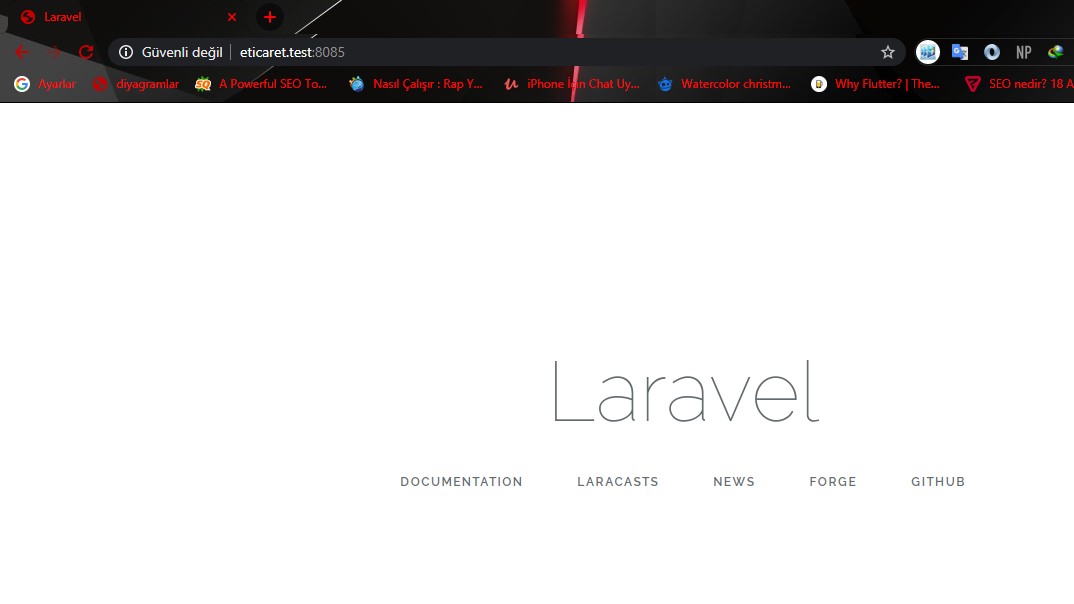 Laravel
Güvenli değil eticaret.test:8085 NP
Ayarlar diyagramlar A Powerful SEO To... Nasıl Çalışır : Rap Y... iPhone İçin Chat Uy... Watercolor christm... Why Flutter? | The... SEO nedir? 18 A
Laravel
DOCUMENTATION LARACASTS NEWS FORGE GITHUB